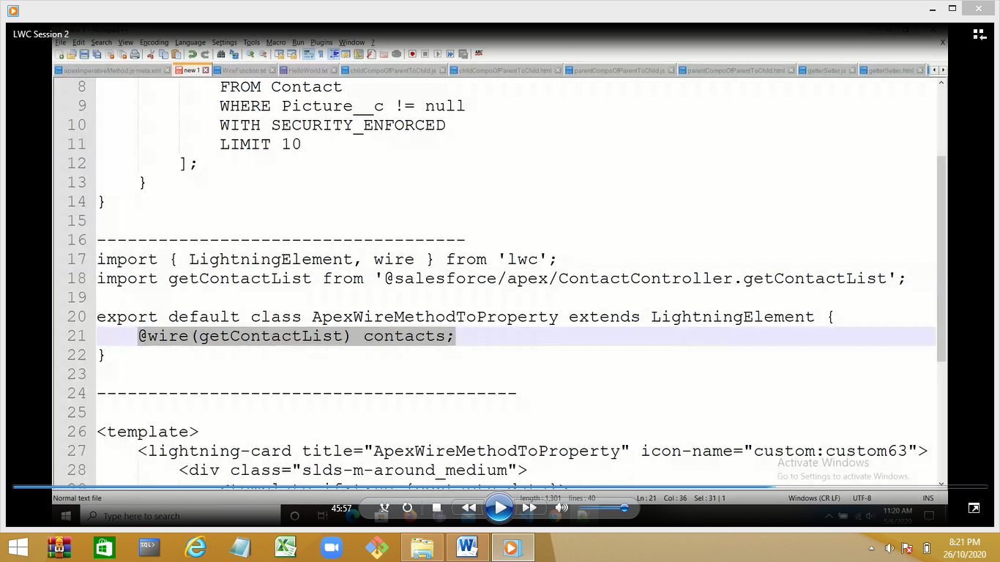 LWC Session 2
File Edit Search View Encoding Language Settings Tools Macro Run Plugins Window ? X
apexImperativeMethod.js-meta.xml new 1 WireFunction.txt HelloWorld.txt childCompoOfParentToChild.js childCompoOfParentToChild.html parentCompoOfParentToChild.js parentCompoOfParentToChild.html getterSetter.js getterSetter.html
8 FROM Contact
9 WHERE Picture__c != null
10 WITH SECURITY_ENFORCED
11 LIMIT 10
12 ];
13 }
14 }
15
16 ------------------------------------
17 import { LightningElement, wire } from 'lwc';
18 import getContactList from '@salesforce/apex/ContactController.getContactList';
19
20 export default class ApexWireMethodToProperty extends LightningElement {
21 @wire(getContactList) contacts;
22 }
23
24 -----------------------------------------
25
26 <template>
27 <lightning-card title="ApexWireMethodToProperty" icon-name="custom:custom63">
28 <div class="slds-m-around_medium">
Activate Windows
Go to Settings to activate Windows.
Normal text file length : 1,301 lines : 40 Ln : 21 Col : 36 Sel : 31 | 1 Windows (CR LF) UTF-8 INS
45:57
Type here to search
11:20 AM
5/6/2020
SQL>
8:21 PM
26/10/2020